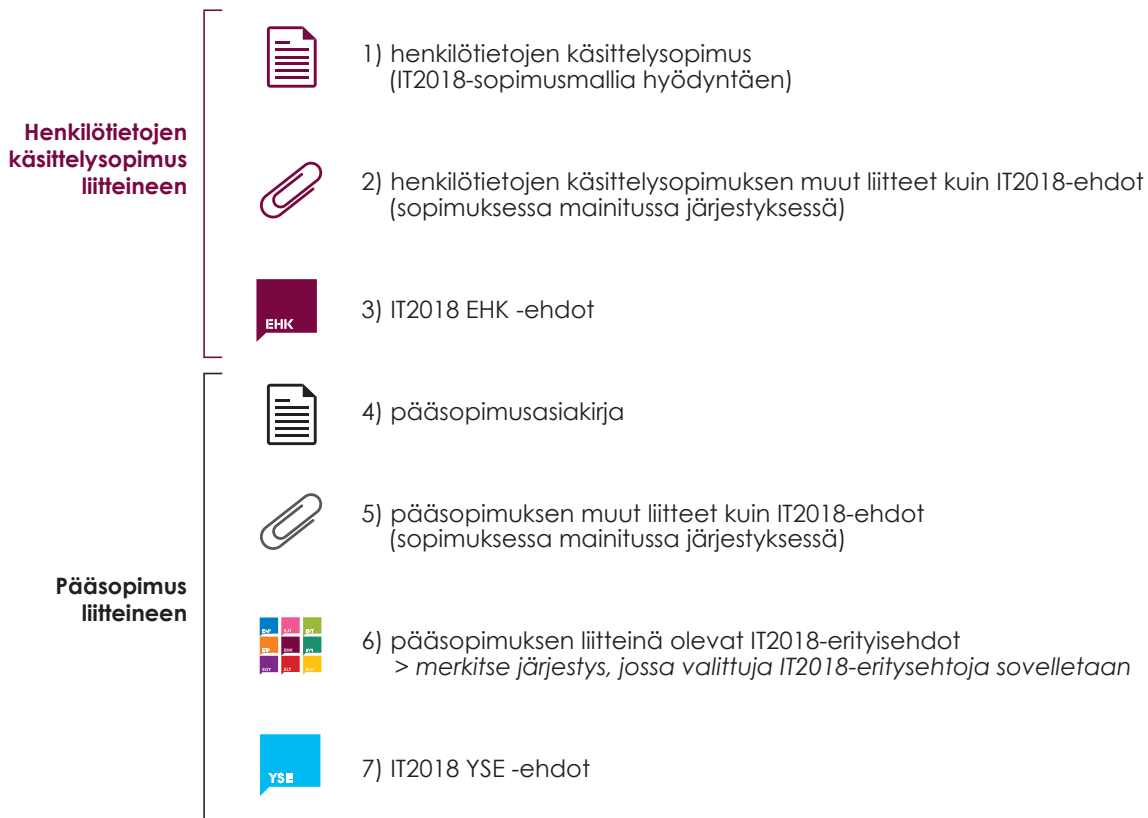 Henkilötietojen
käsittelysopimus
liitteineen
1) henkilötietojen käsittelysopimus
(IT2018-sopimusmallia hyödyntäen)
2) henkilötietojen käsittelysopimuksen muut liitteet kuin IT2018-ehdot
(sopimuksessa mainitussa järjestyksessä)
EHK
3) IT2018 EHK -ehdot
Pääsopimus
liitteineen
4) pääsopimusasiakirja
5) pääsopimuksen muut liitteet kuin IT2018-ehdot
(sopimuksessa mainitussa järjestyksessä)
6) pääsopimuksen liitteinä olevat IT2018-erityisehdot
> merkitse järjestys, jossa valittuja IT2018-eritysehtoja sovelletaan
YSE
7) IT2018 YSE -ehdot